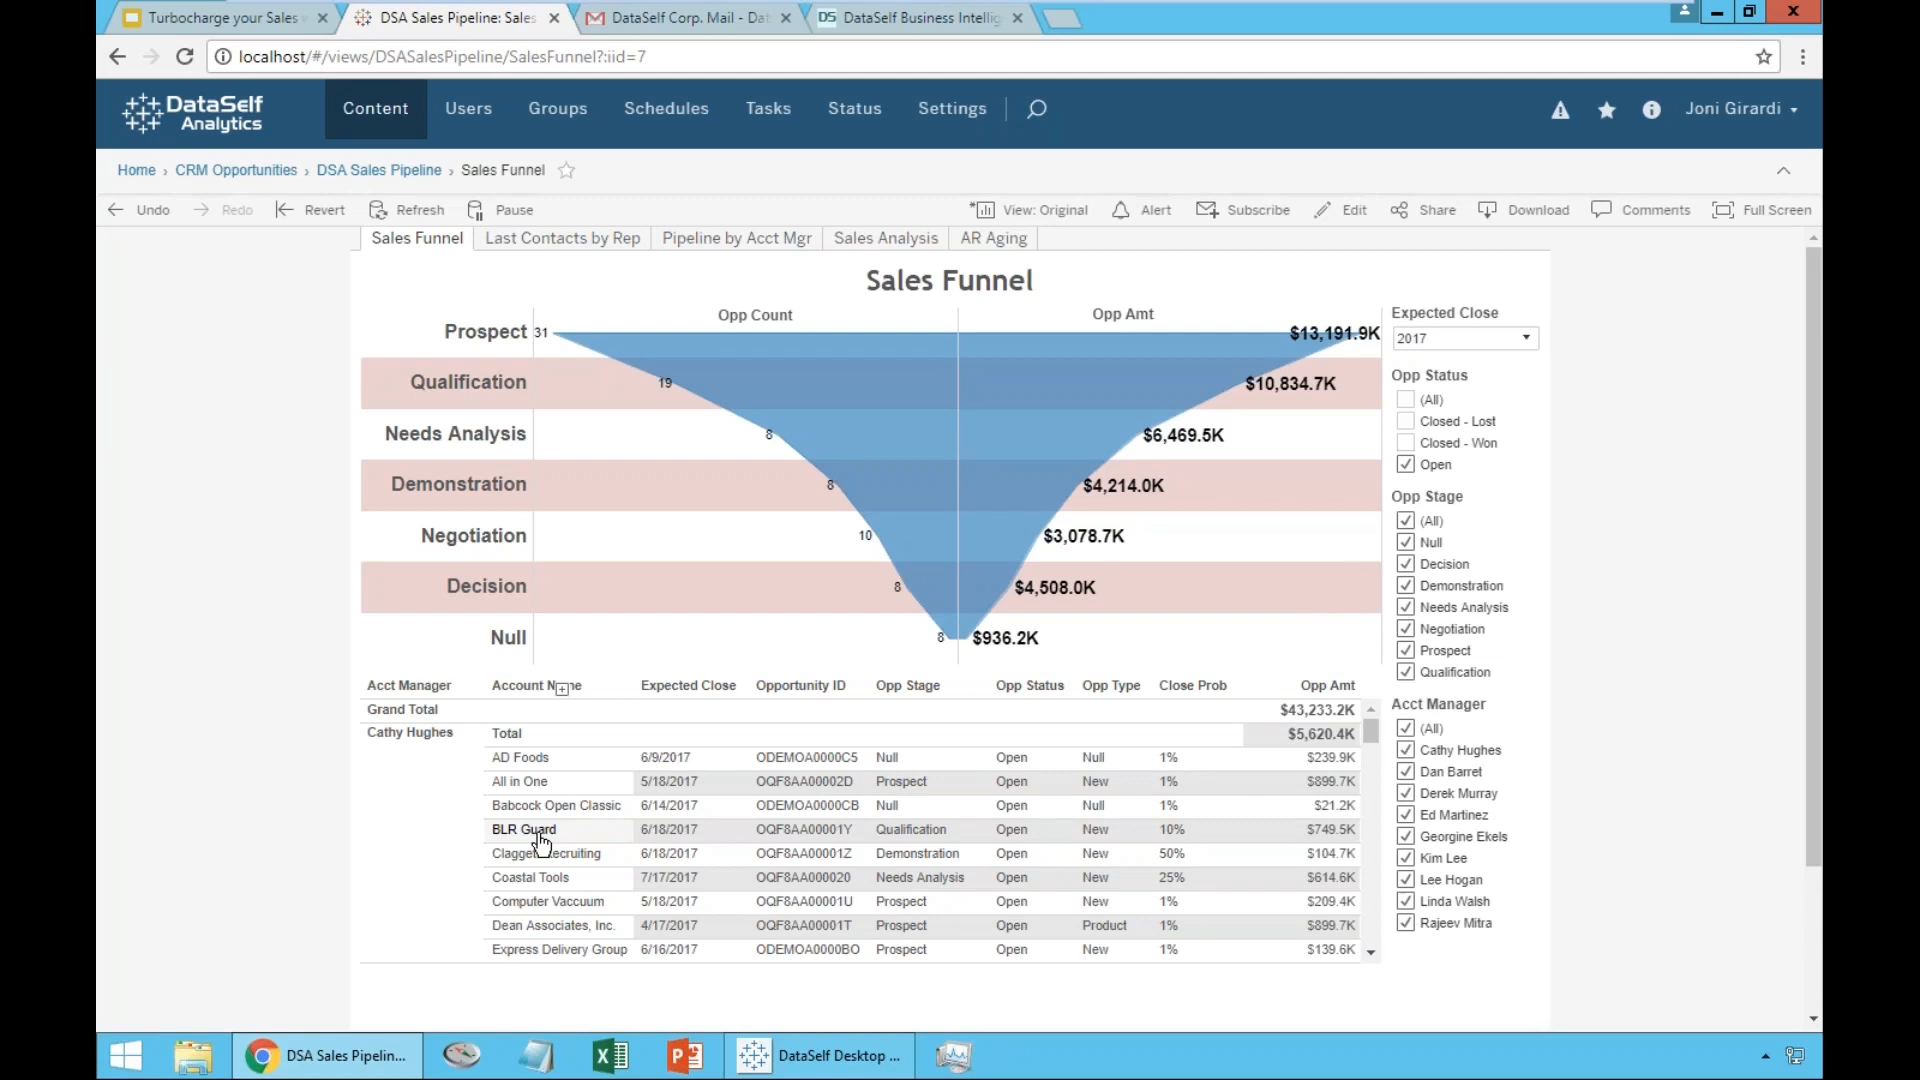 Turbocharge your Sales
DSA Sales Pipeline: Sales
DataSelf Corp. Mail - Dat
DS DataSelf Business Intellig
localhost/#/views/DSASalesPipeline/SalesFunnel?:iid=7
DataSelf Analytics
Content Users Groups Schedules Tasks Status Settings Joni Girardi
Home › CRM Opportunities › DSA Sales Pipeline › Sales Funnel
Undo Redo Revert Refresh Pause View: Original Alert Subscribe Edit Share Download Comments Full Screen
Sales Funnel Last Contacts by Rep Pipeline by Acct Mgr Sales Analysis AR Aging
Sales Funnel
Opp Count Opp Amt
Prospect 31 $13,191.9K
Qualification 19 $10,834.7K
Needs Analysis 8 $6,469.5K
Demonstration 8 $4,214.0K
Negotiation 10 $3,078.7K
Decision 8 $4,508.0K
Null 8 $936.2K
Expected Close
2017
Opp Status
(All)
Closed - Lost
Closed - Won
Open
Opp Stage
(All)
Null
Decision
Demonstration
Needs Analysis
Negotiation
Prospect
Qualification
Acct Manager
(All)
Cathy Hughes
Dan Barret
Derek Murray
Ed Martinez
Georgine Ekels
Kim Lee
Lee Hogan
Linda Walsh
Rajeev Mitra
Acct Manager Account Expected Close Opportunity ID Opp Stage Opp Status Opp Type Close Prob Opp Amt
Grand Total $43,233.2K
Cathy Hughes Total $5,620.4K
AD Foods 6/9/2017 ODEMOA0000C5 Null Open Null 1% $239.9K
All in One 5/18/2017 OQF8AA00002D Prospect Open New 1% $899.7K
Babcock Open Classic 6/14/2017 ODEMOA0000CB Null Open Null 1% $21.2K
BLR Guard 6/18/2017 OQF8AA00001Y Qualification Open New 10% $749.5K
6/18/2017 OQF8AA00001Z Demonstration Open New 50% $104.7K
Coastal Tools 7/17/2017 OQF8AA000020 Needs Analysis Open New 25% $614.6K
Computer Vaccuum 5/18/2017 OQF8AA00001U Prospect Open New 1% $209.4K
Dean Associates, Inc. 4/17/2017 OQF8AA00001T Prospect Open Product 1% $899.7K
Express Delivery Group 6/16/2017 ODEMOA0000BO Prospect Open New 1% $139.6K
DSA Sales Pipelin...
DataSelf Desktop ...